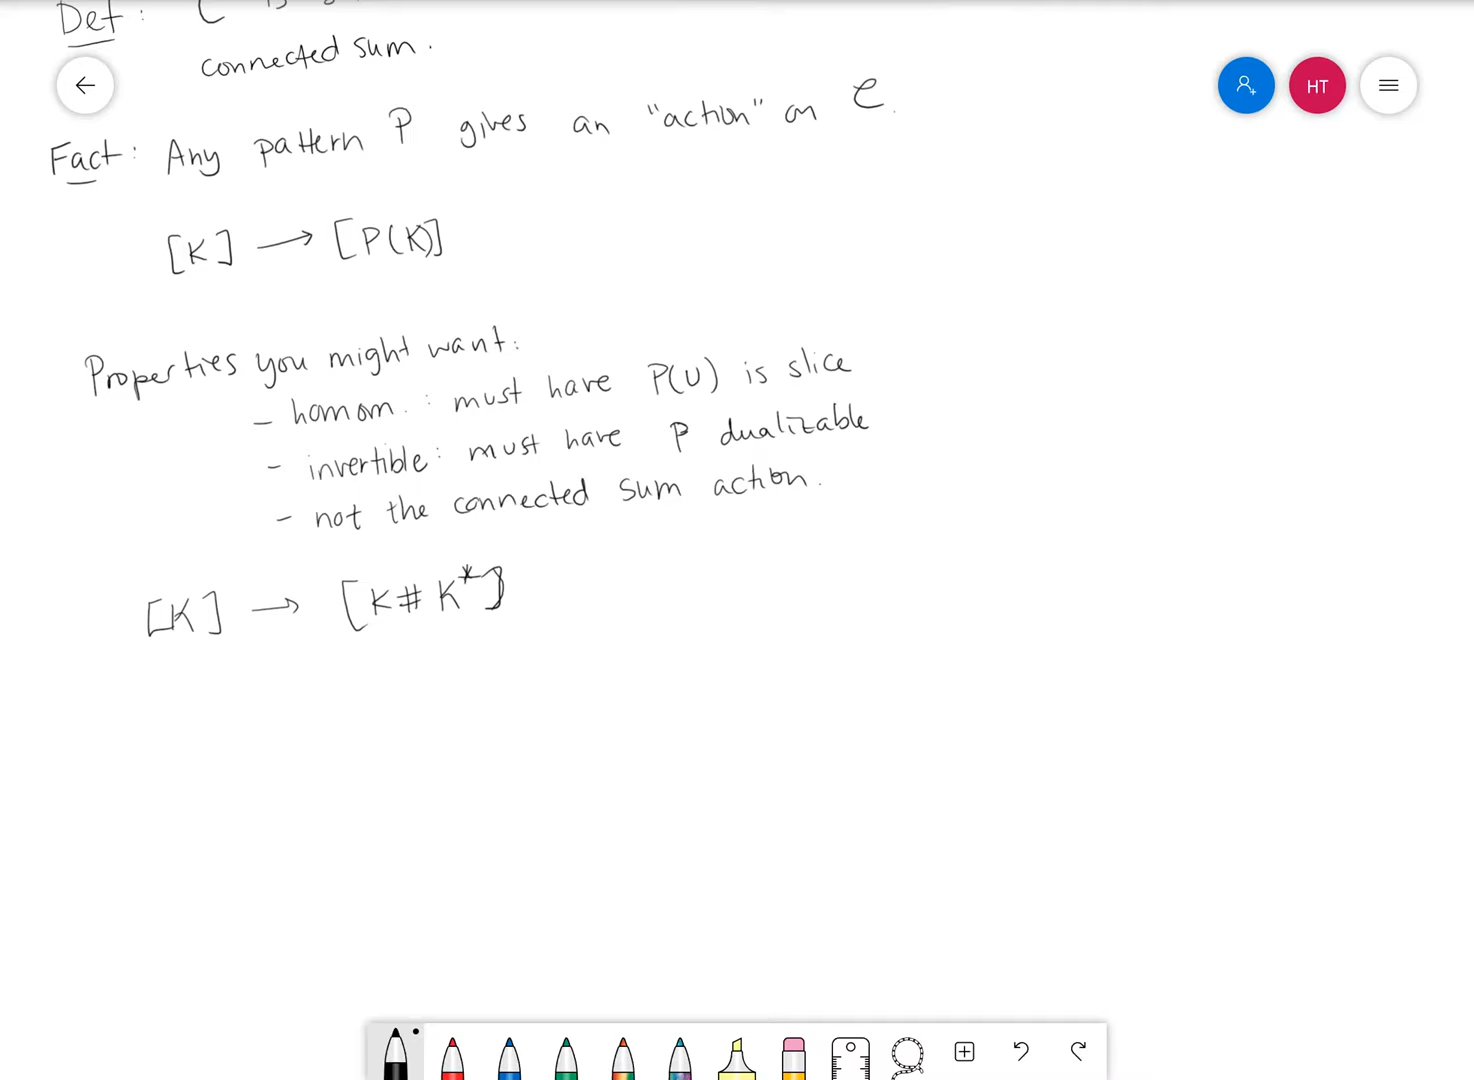 Def: C is
connected sum.
HT
Fact: Any pattern P gives an "action" on C.
[K] → [P(K)]
Properties you might want:
- homom.: must have P(U) is slice
- invertible: must have P dualizable
- not the connected sum action.
[K] → [K # K*]